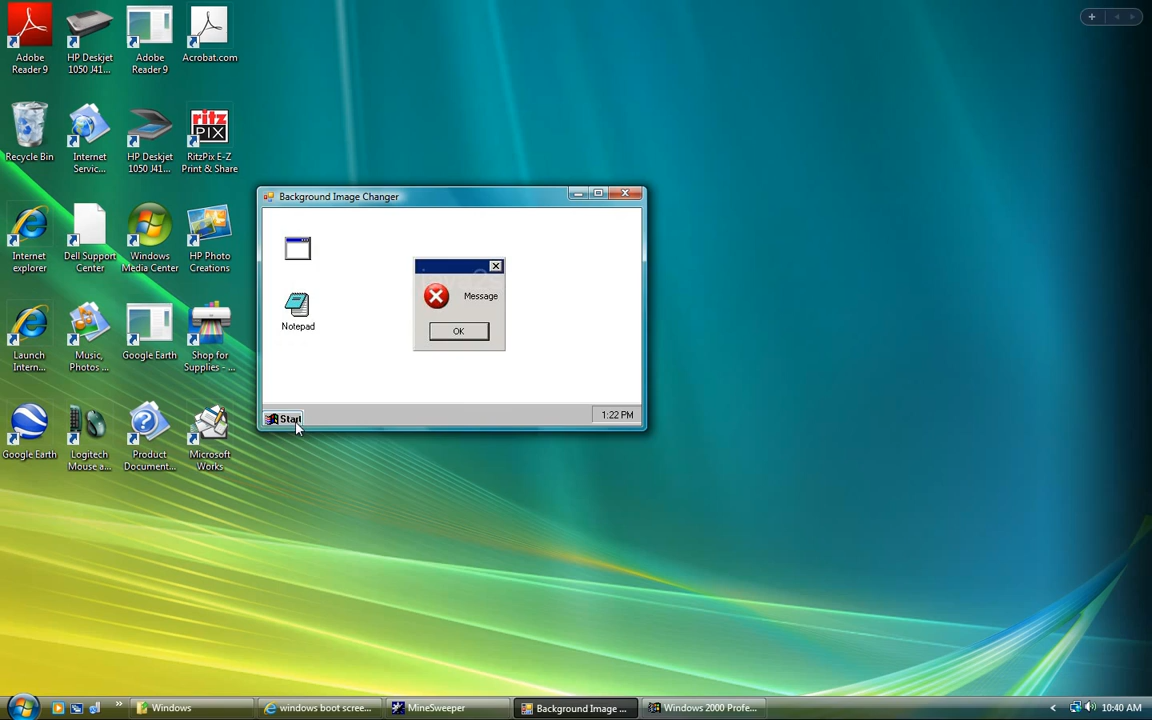 Adobe
Reader 9
HP Deskjet
1050 J41...
Adobe
Reader 9
Acrobat.com
Recycle Bin
Internet
Servic...
HP Deskjet
1050 J41...
ritz
PIX
RitzPix E-Z
Print & Share
Internet
explorer
Dell Support
Center
Windows
Media Center
HP Photo
Creations
Launch
Intern...
Music,
Photos ...
Google Earth
Shop for
Supplies - ...
Google Earth
Logitech
Mouse a...
Product
Document...
Microsoft
Works
Background Image Changer
Notepad
Message
OK
Start
1:22 PM
»
Windows
windows boot scree...
MineSweeper
Background Image ...
Windows 2000 Profe...
10:40 AM